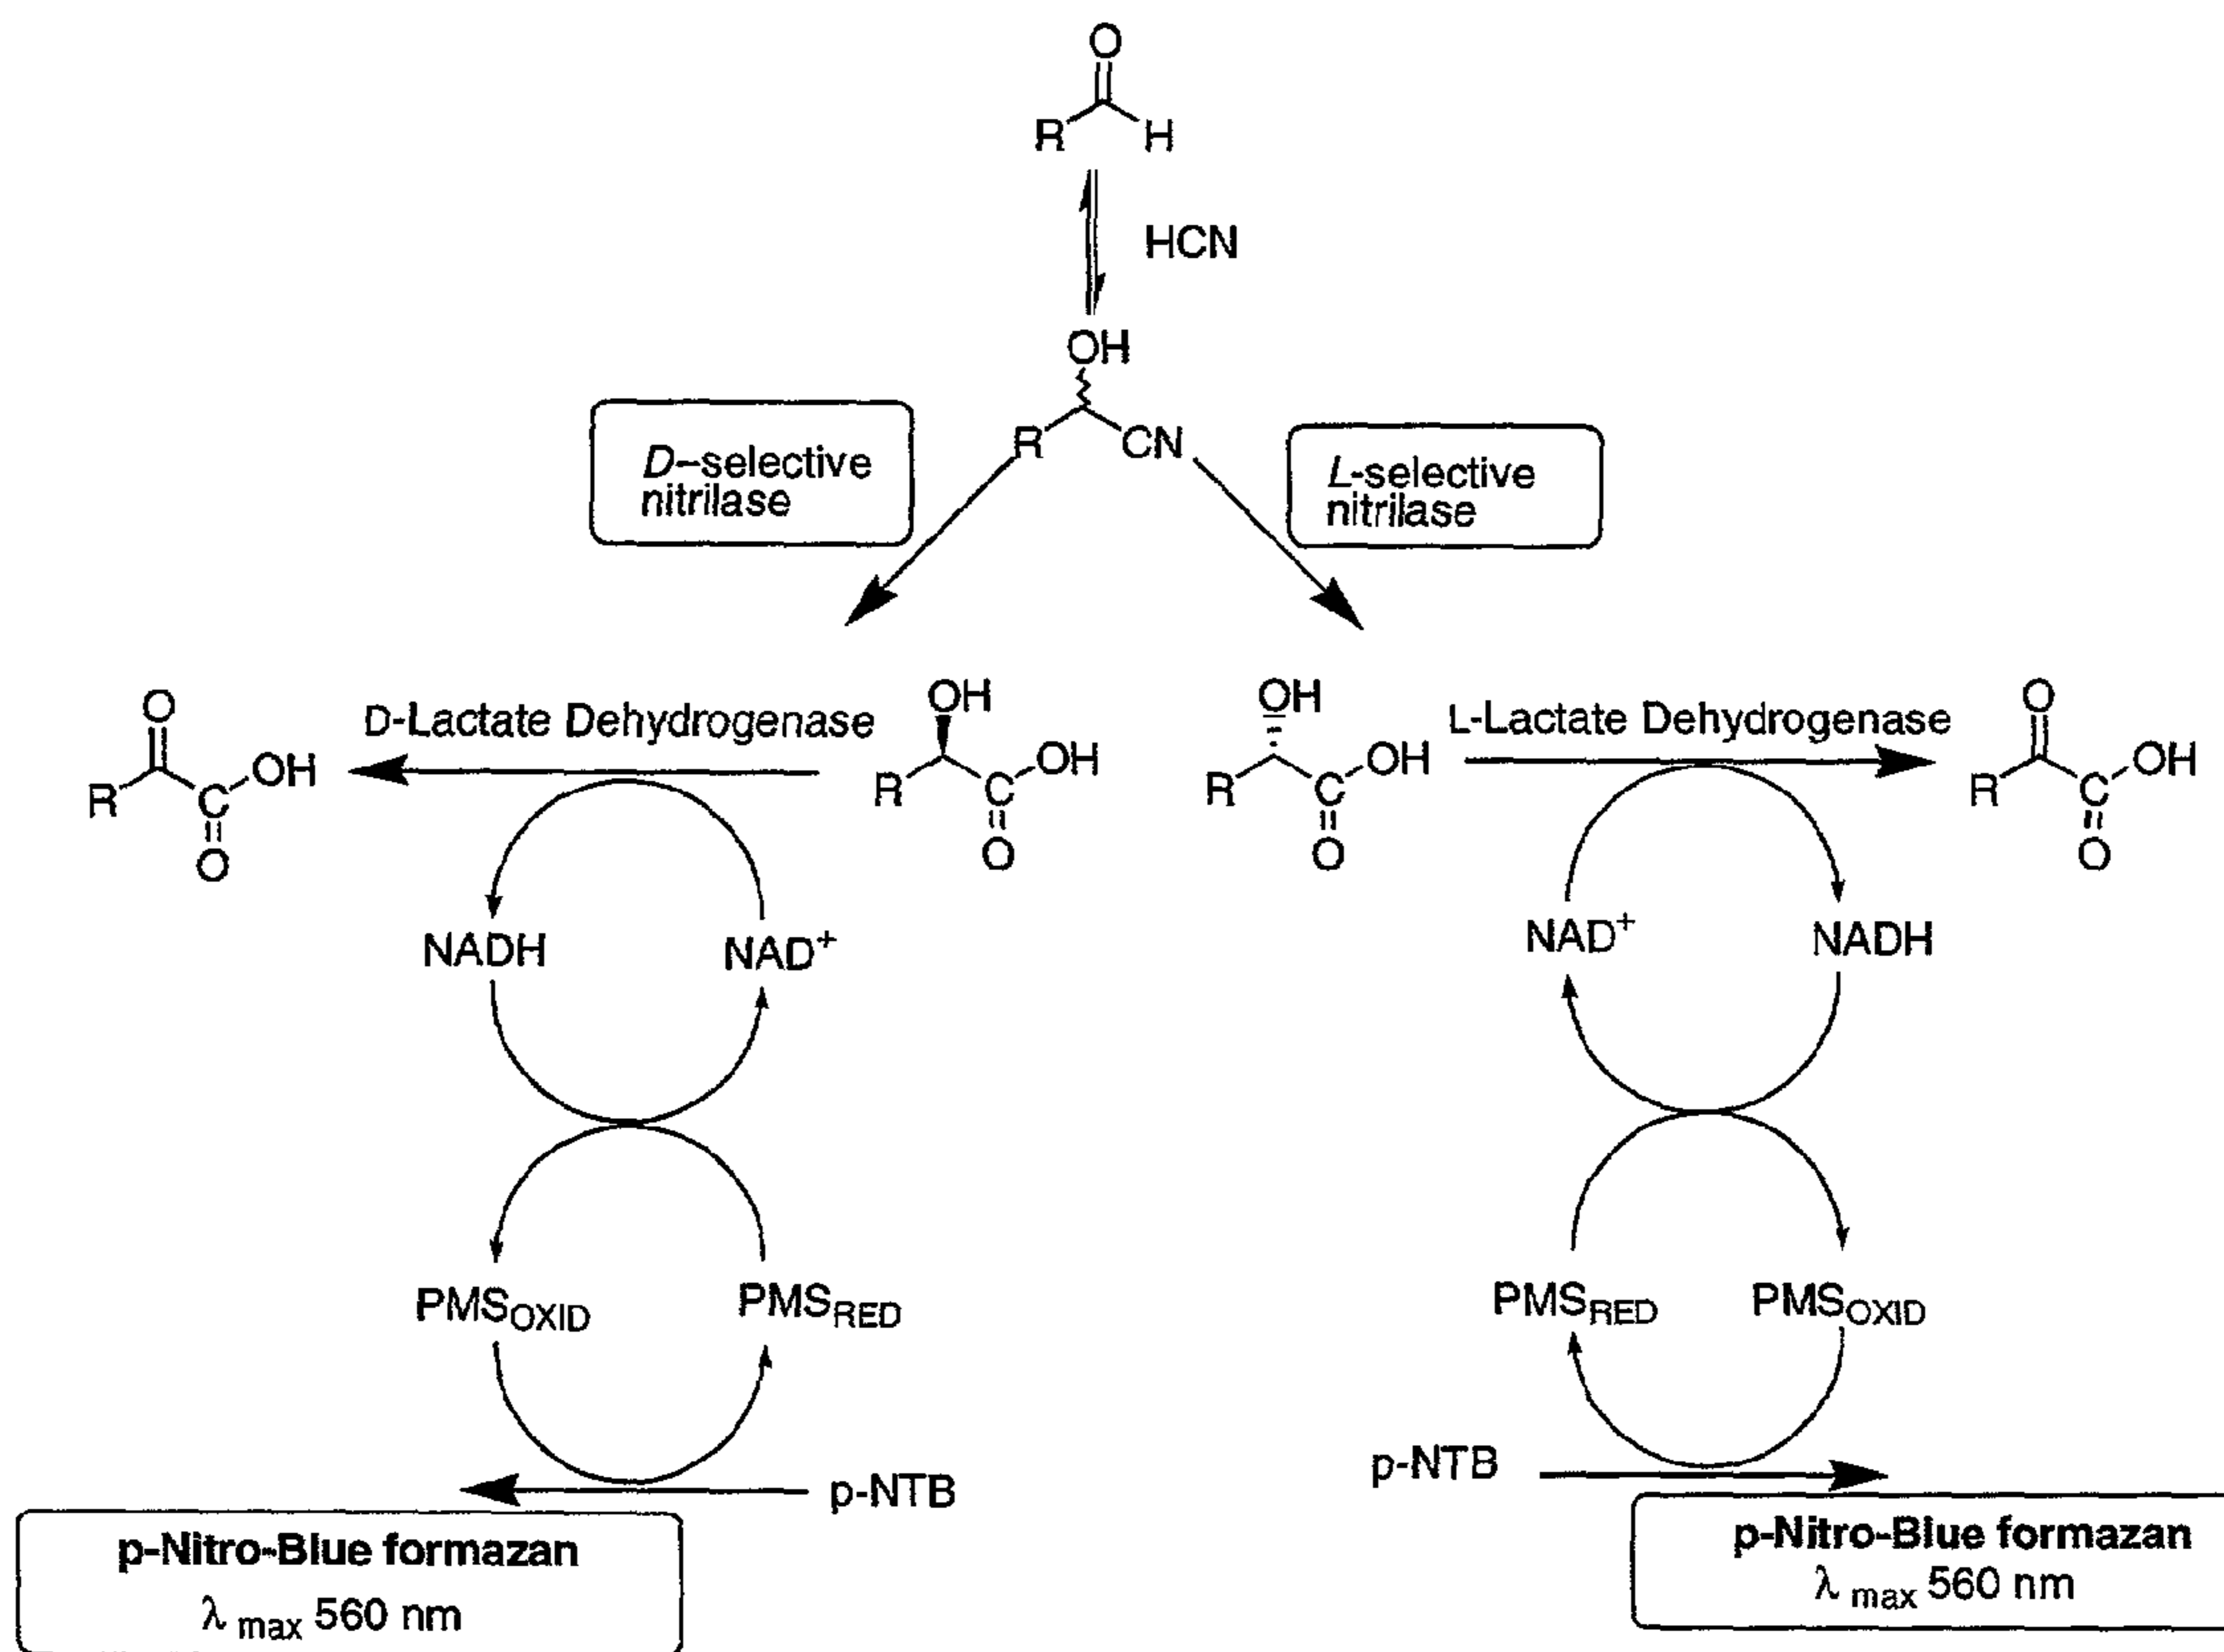 O
R
H
HCN
OH
R
CN
D-selective
nitrilase
L-selective
nitrilase
O
R
C
OH
O
D-Lactate Dehydrogenase
OH
R
C
OH
O
OH
R
C
OH
O
L-Lactate Dehydrogenase
O
R
C
OH
O
NADH
NAD+
NAD+
NADH
PMSOXID
PMSRED
PMSRED
PMSOXID
p-NTB
p-NTB
p-Nitro-Blue formazan
λ max 560 nm
p-Nitro-Blue formazan
λ max 560 nm